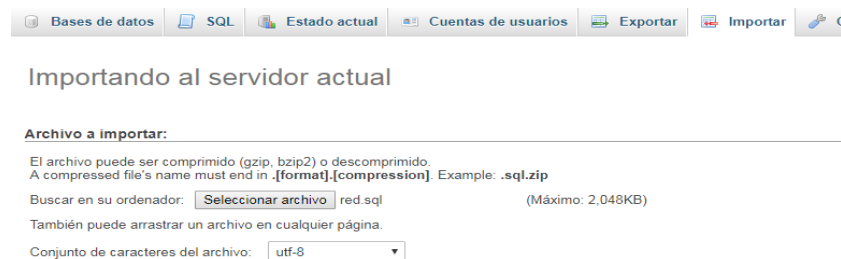 Bases de datos SQL Estado actual Cuentas de usuarios Exportar Importar
Importando al servidor actual
Archivo a importar:
El archivo puede ser comprimido (gzip, bzip2) o descomprimido.
A compressed file's name must end in .[format].[compression]. Example: .sql.zip
Buscar en su ordenador: Seleccionar archivo red.sql (Máximo: 2,048KB)
También puede arrastrar un archivo en cualquier página.
Conjunto de caracteres del archivo: utf-8